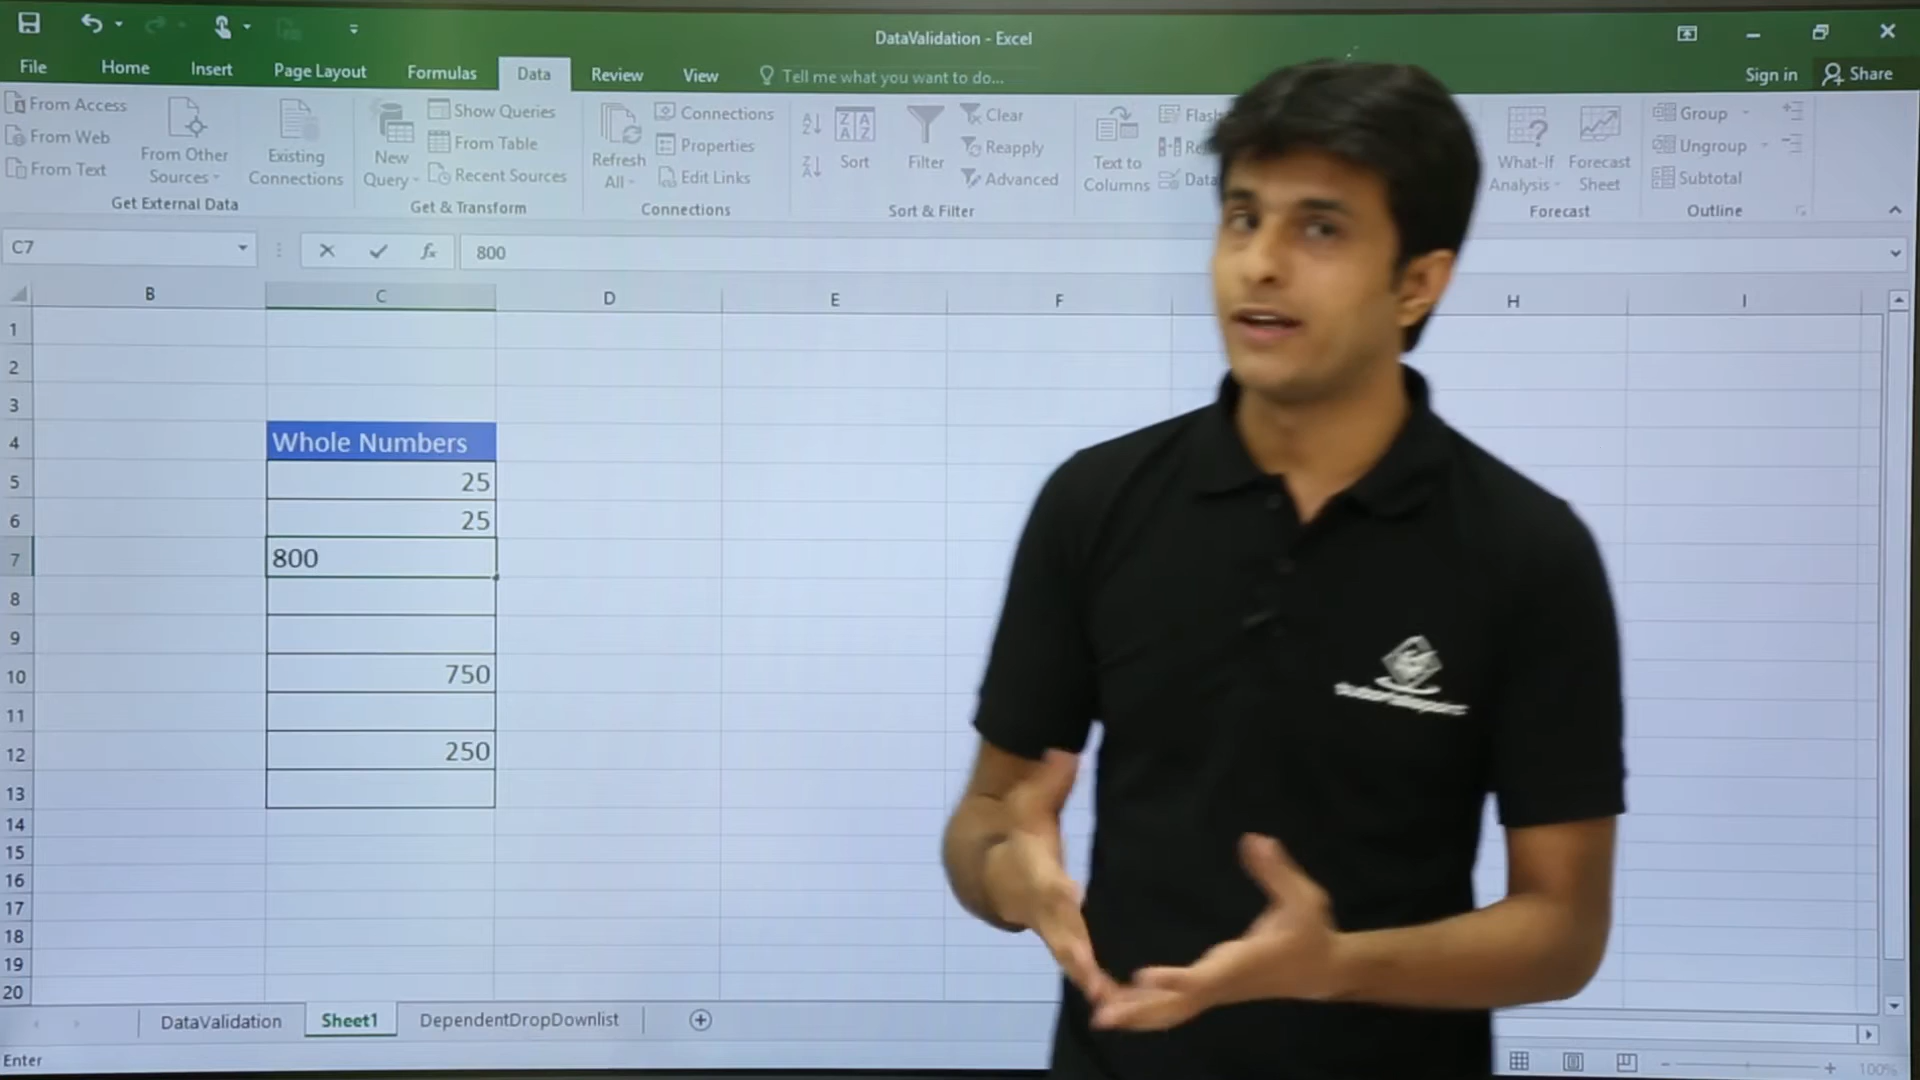 DataValidation - Excel
File Home Insert Page Layout Formulas Data Review View Tell me what you want to do... Sign in Share
From Access
From Web
From Text
From Other Sources
Existing Connections
Get External Data
New Query
Show Queries
From Table
Recent Sources
Get & Transform
Refresh All
Connections
Properties
Edit Links
Connections
Sort
Filter
Clear
Reapply
Advanced
Sort & Filter
Text to Columns
What-If Analysis
Forecast Sheet
Forecast
Group
Ungroup
Subtotal
Outline
C7 fx 800
B C D E F H I
1
2
3
4 Whole Numbers
5 25
6 25
7 800
8
9
10 750
11
12 250
13
14
15
16
17
18
19
20
DataValidation Sheet1 DependentDropDownlist
Enter 100%